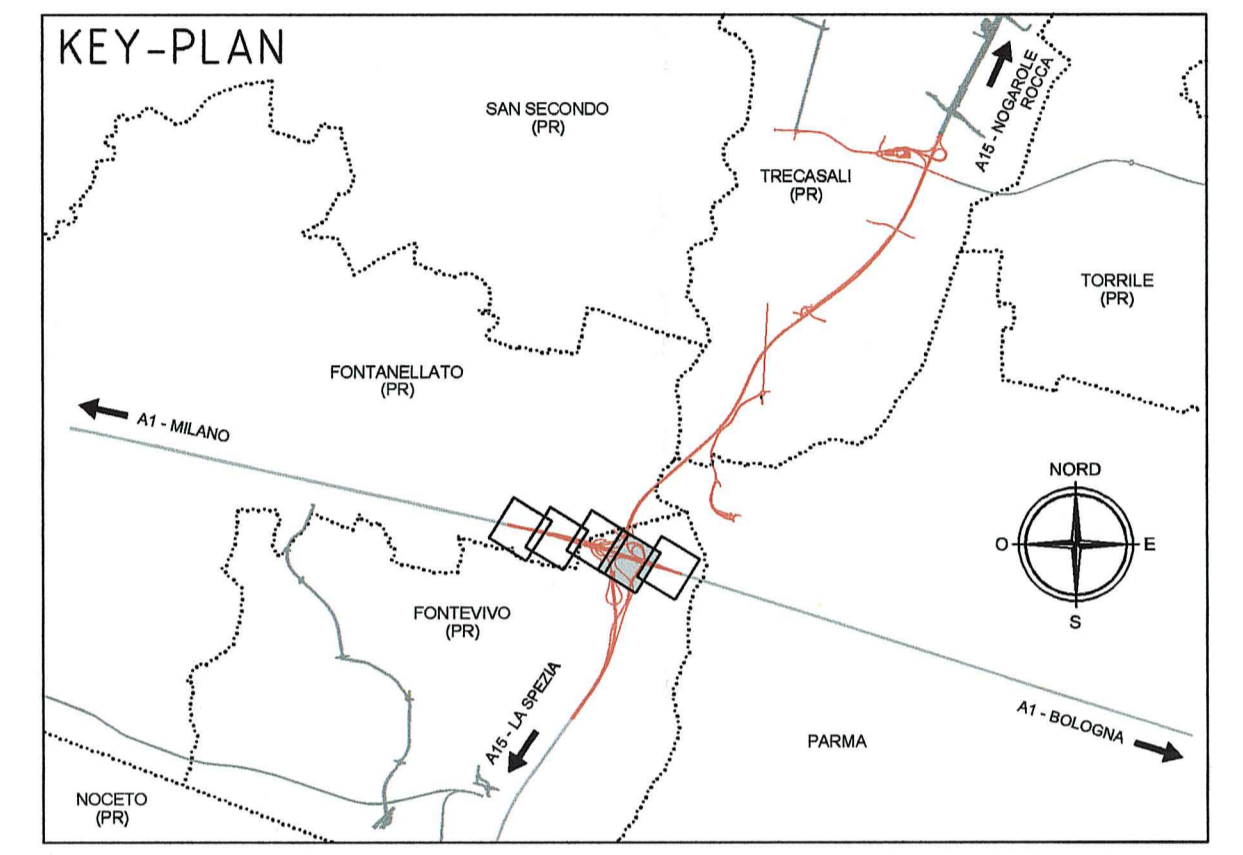 KEY-PLAN
SAN SECONDO
(PR)
A15 - NOGAROLE
ROCCA
TRECASALI
(PR)
TORRILE
(PR)
FONTANELLATO
(PR)
A1 - MILANO
NORD
O
E
S
FONTEVIVO
(PR)
A15 - LA SPEZIA
A1 - BOLOGNA
PARMA
NOCETO
(PR)